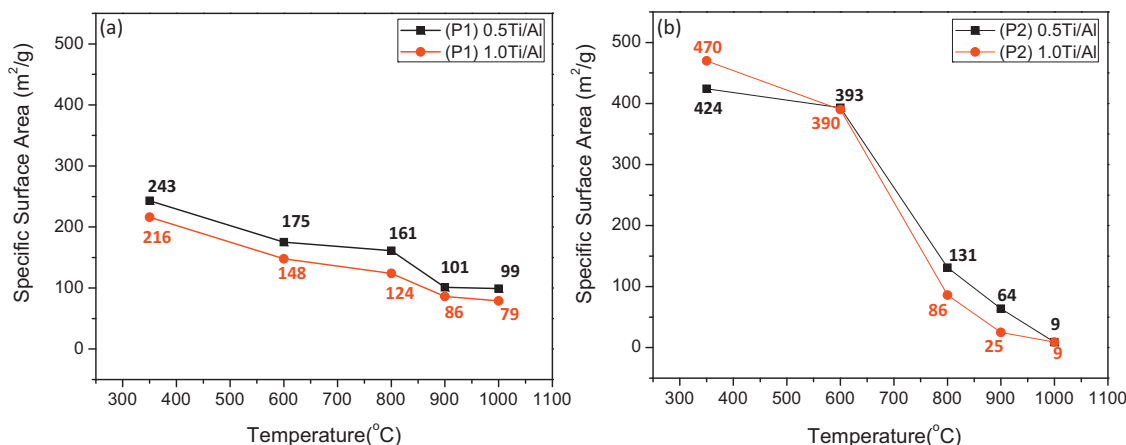 (a)
(P1) 0.5Ti/Al
(P1) 1.0Ti/Al
Specific Surface Area (m²/g)
500
400
300
200
100
0
243
216
175
148
161
124
101
86
99
79
300 400 500 600 700 800 900 1000 1100
Temperature(°C)
(b)
(P2) 0.5Ti/Al
(P2) 1.0Ti/Al
Specific Surface Area (m²/g)
500
400
300
200
100
0
470
424
393
390
131
86
64
25
9
9
300 400 500 600 700 800 900 1000 1100
Temperature(°C)